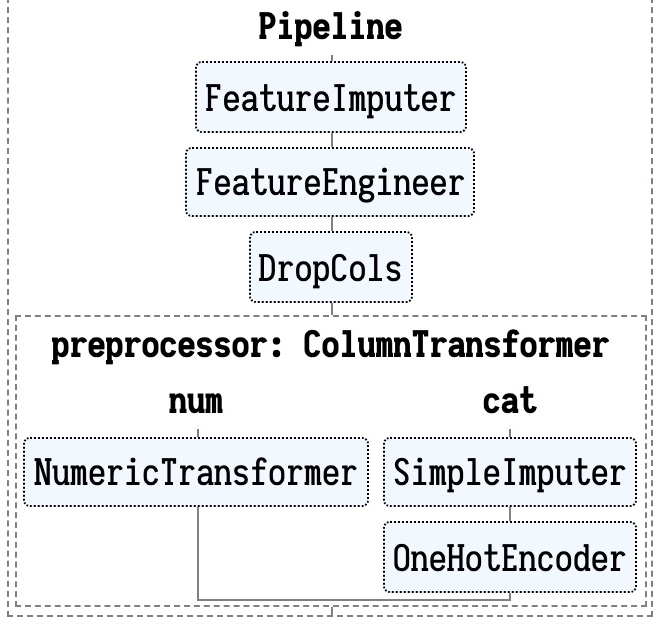 Pipeline
FeatureImputer
FeatureEngineer
DropCols
preprocessor: ColumnTransformer
num cat
NumericTransformer SimpleImputer
OneHotEncoder